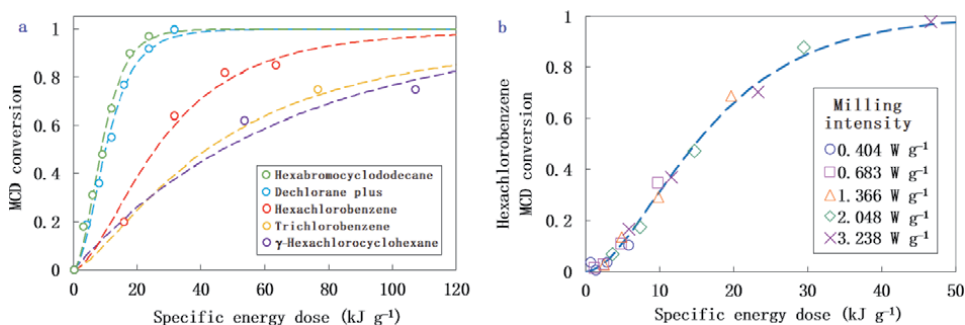 a
1
0.8
0.6
0.4
0.2
0
MCD conversion
0 20 40 60 80 100 120
Specific energy dose (kJ g⁻¹)
Hexabromocyclododecane
Dechlorane plus
Hexachlorobenzene
Trichlorobenzene
γ-Hexachlorocyclohexane
b
1
0.8
0.6
0.4
0.2
0
Hexachlorobenzene
MCD conversion
0 10 20 30 40 50
Specific energy dose (kJ g⁻¹)
Milling
intensity
0.404 W g⁻¹
0.683 W g⁻¹
1.366 W g⁻¹
2.048 W g⁻¹
3.238 W g⁻¹